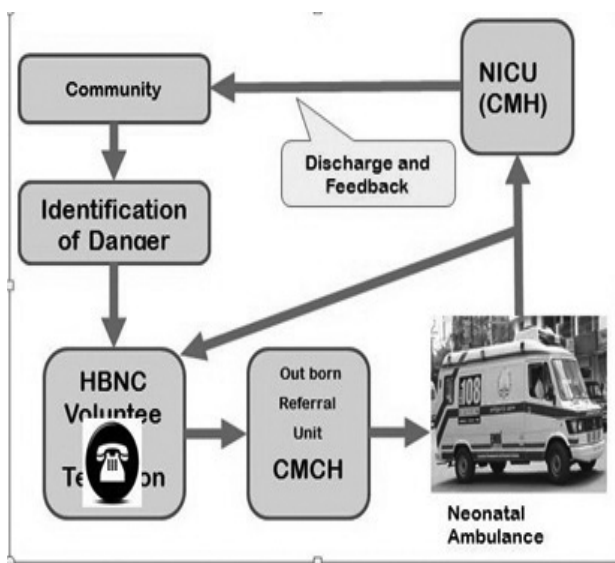 Community
NICU
(CMH)
Discharge and
Feedback
Identification
of Danger
HBNC
Voluntee
Out born
Referral
Unit
CMCH
108
Neonatal
Ambulance